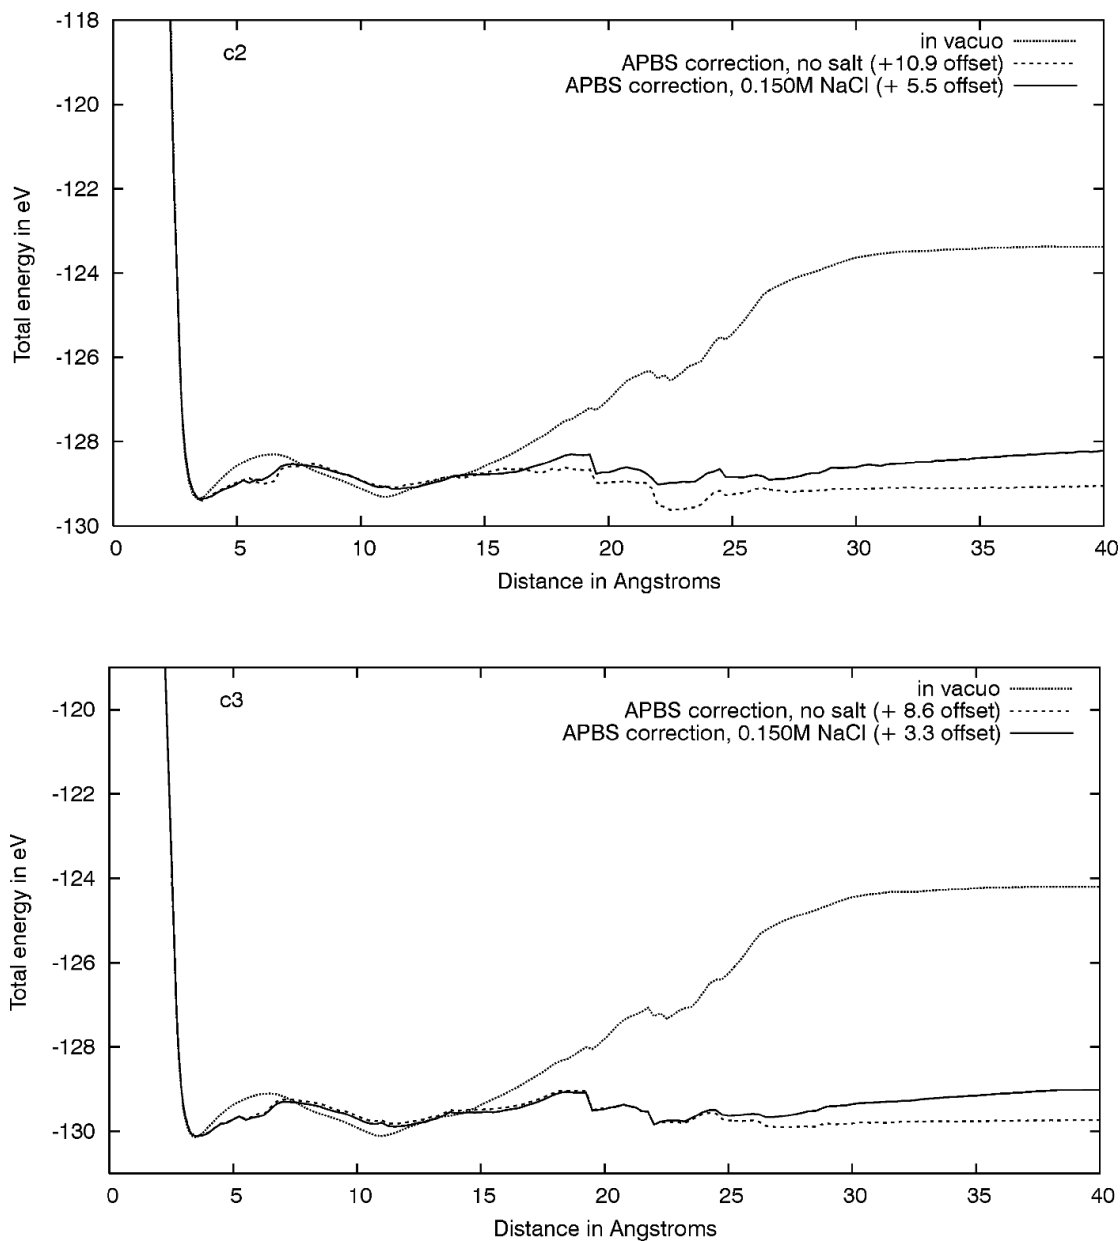 -118
c2
in vacuo
APBS correction, no salt (+10.9 offset)
APBS correction, 0.150M NaCl (+ 5.5 offset)
-120
-122
-124
-126
-128
-130
Total energy in eV
0 5 10 15 20 25 30 35 40
Distance in Angstroms
c3
in vacuo
APBS correction, no salt (+ 8.6 offset)
APBS correction, 0.150M NaCl (+ 3.3 offset)
-120
-122
-124
-126
-128
-130
Total energy in eV
0 5 10 15 20 25 30 35 40
Distance in Angstroms